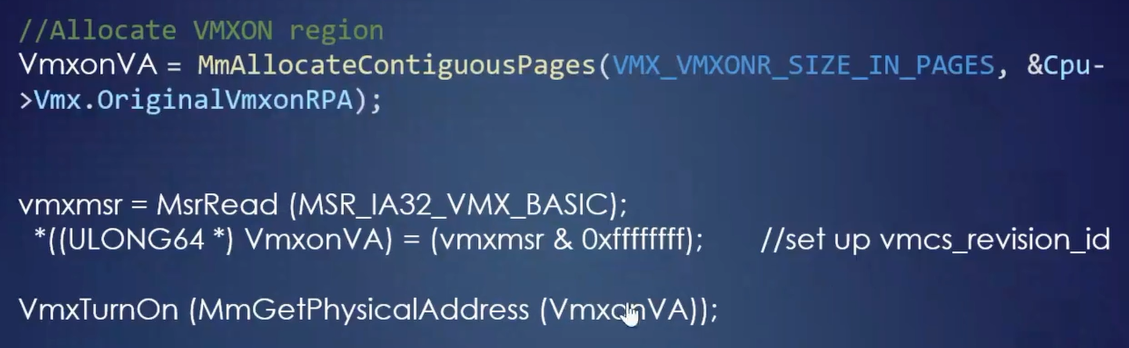 //Allocate VMXON region
VmxonVA = MmAllocateContiguousPages(VMX_VMXONR_SIZE_IN_PAGES, &Cpu-
>Vmx.OriginalVmxonRPA);
vmxmsr = MsrRead (MSR_IA32_VMX_BASIC);
*((ULONG64 *) VmxonVA) = (vmxmsr & 0xffffffff); //set up vmcs_revision_id
VmxTurnOn (MmGetPhysicalAddress (VmxonVA));